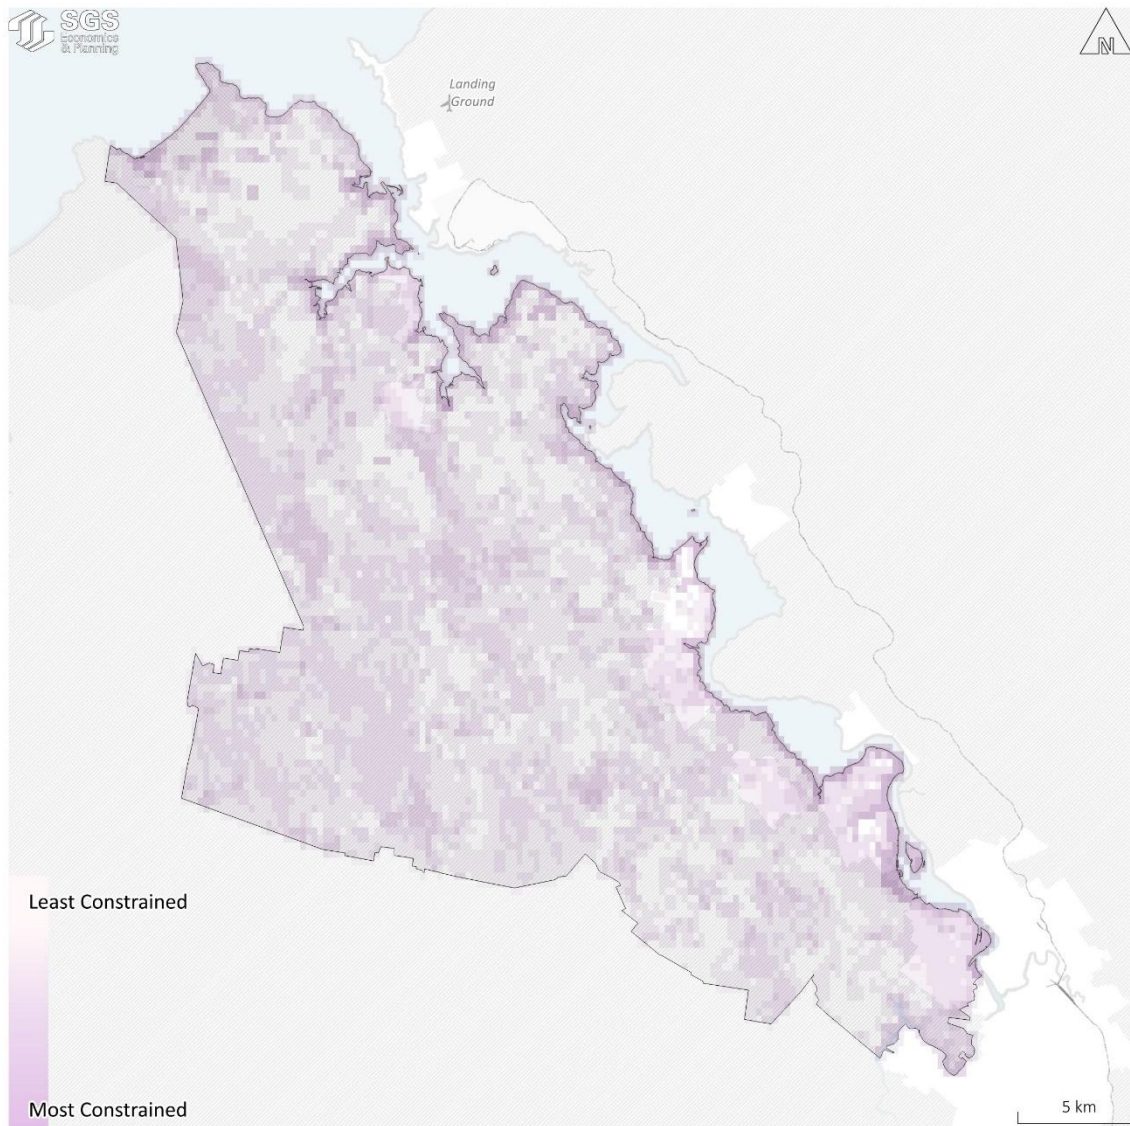 SGS
Economics
& Planning
N
Landing
Ground
Least Constrained
Most Constrained
5 km